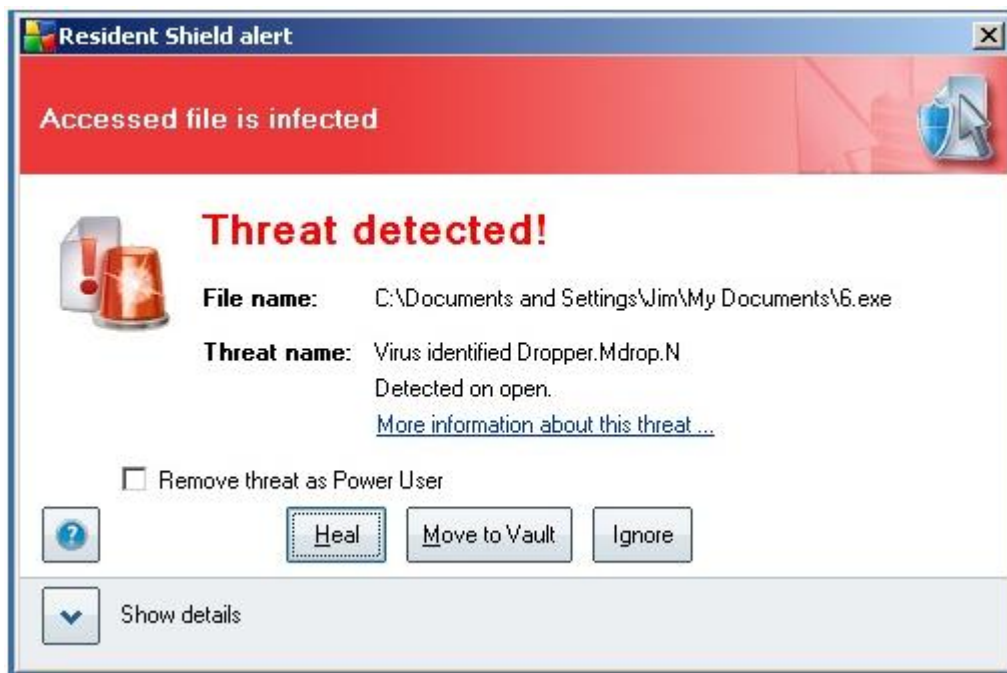 Resident Shield alert
Accessed file is infected
Threat detected!
File name: C:\Documents and Settings\Jim\My Documents\6.exe
Threat name: Virus identified Dropper.Mdrop.N
Detected on open.
More information about this threat ...
Remove threat as Power User
Heal Move to Vault Ignore
Show details